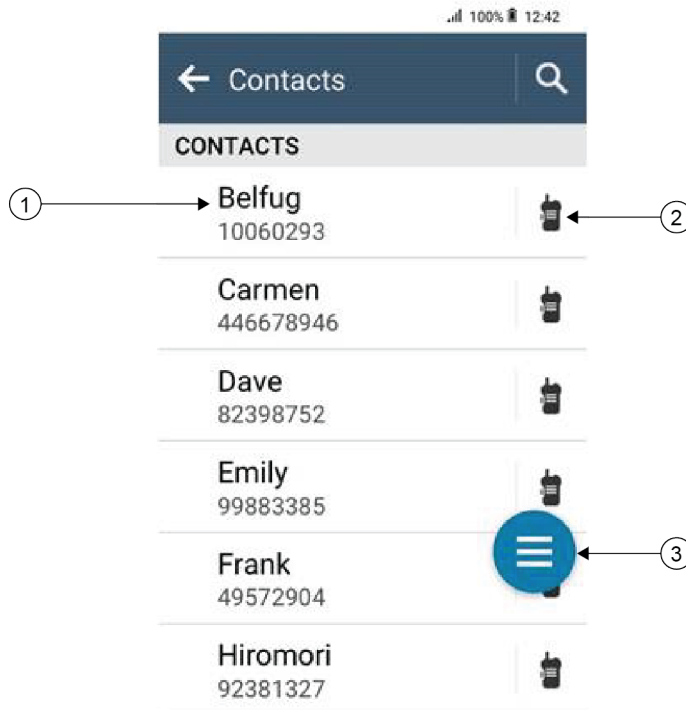 100% 12:42
Contacts
CONTACTS
1
Belfug
2
10060293
Carmen
446678946
Dave
82398752
Emily
99883385
3
Frank
49572904
Hiromori
92381327